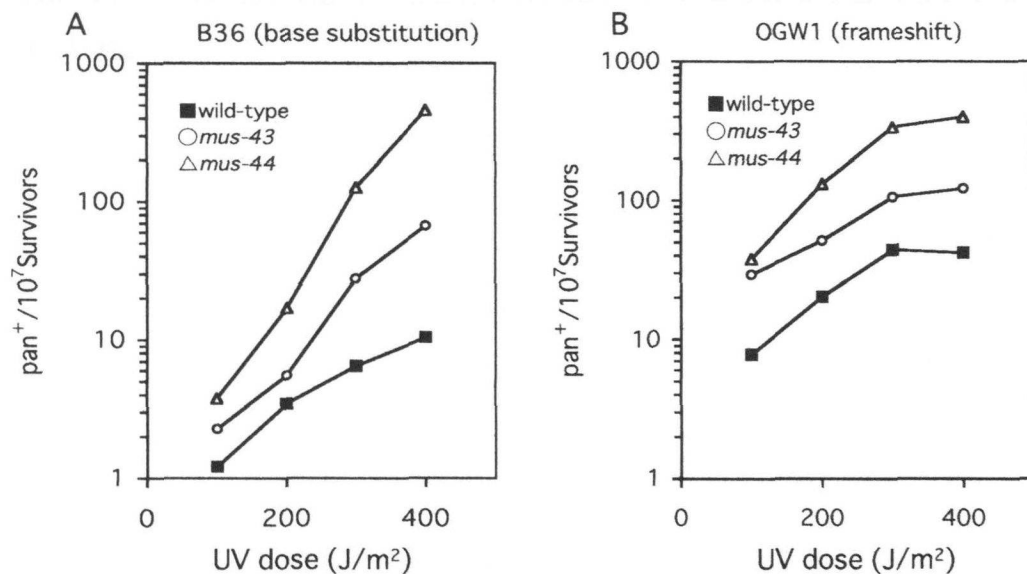 A
B36 (base substitution)
1000
100
10
1
pan⁺/10⁷Survivors
■wild-type
○mus-43
△mus-44
0
200
400
UV dose (J/m²)
B
OGW1 (frameshift)
1000
100
10
1
pan⁺/10⁷Survivors
■wild-type
○mus-43
△mus-44
0
200
400
UV dose (J/m²)